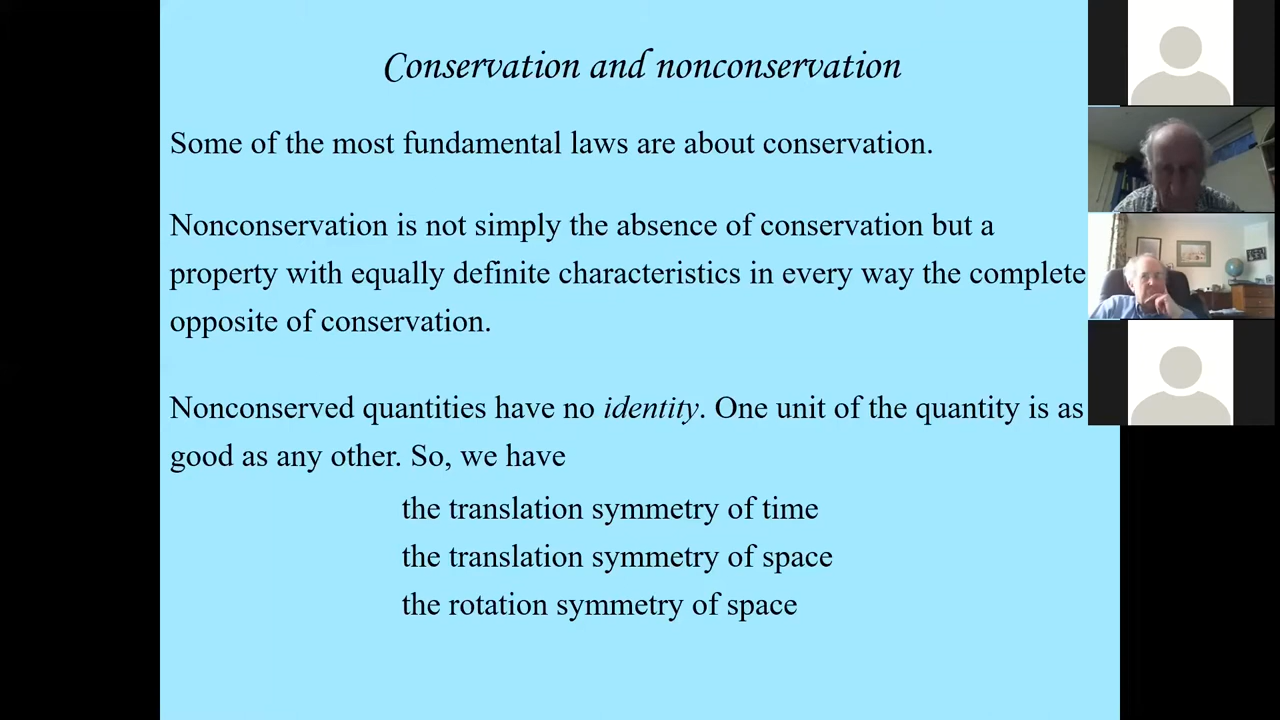 Conservation and nonconservation
Some of the most fundamental laws are about conservation.
Nonconservation is not simply the absence of conservation but a
property with equally definite characteristics in every way the complete
opposite of conservation.
Nonconserved quantities have no identity. One unit of the quantity is as
good as any other. So, we have
the translation symmetry of time
the translation symmetry of space
the rotation symmetry of space